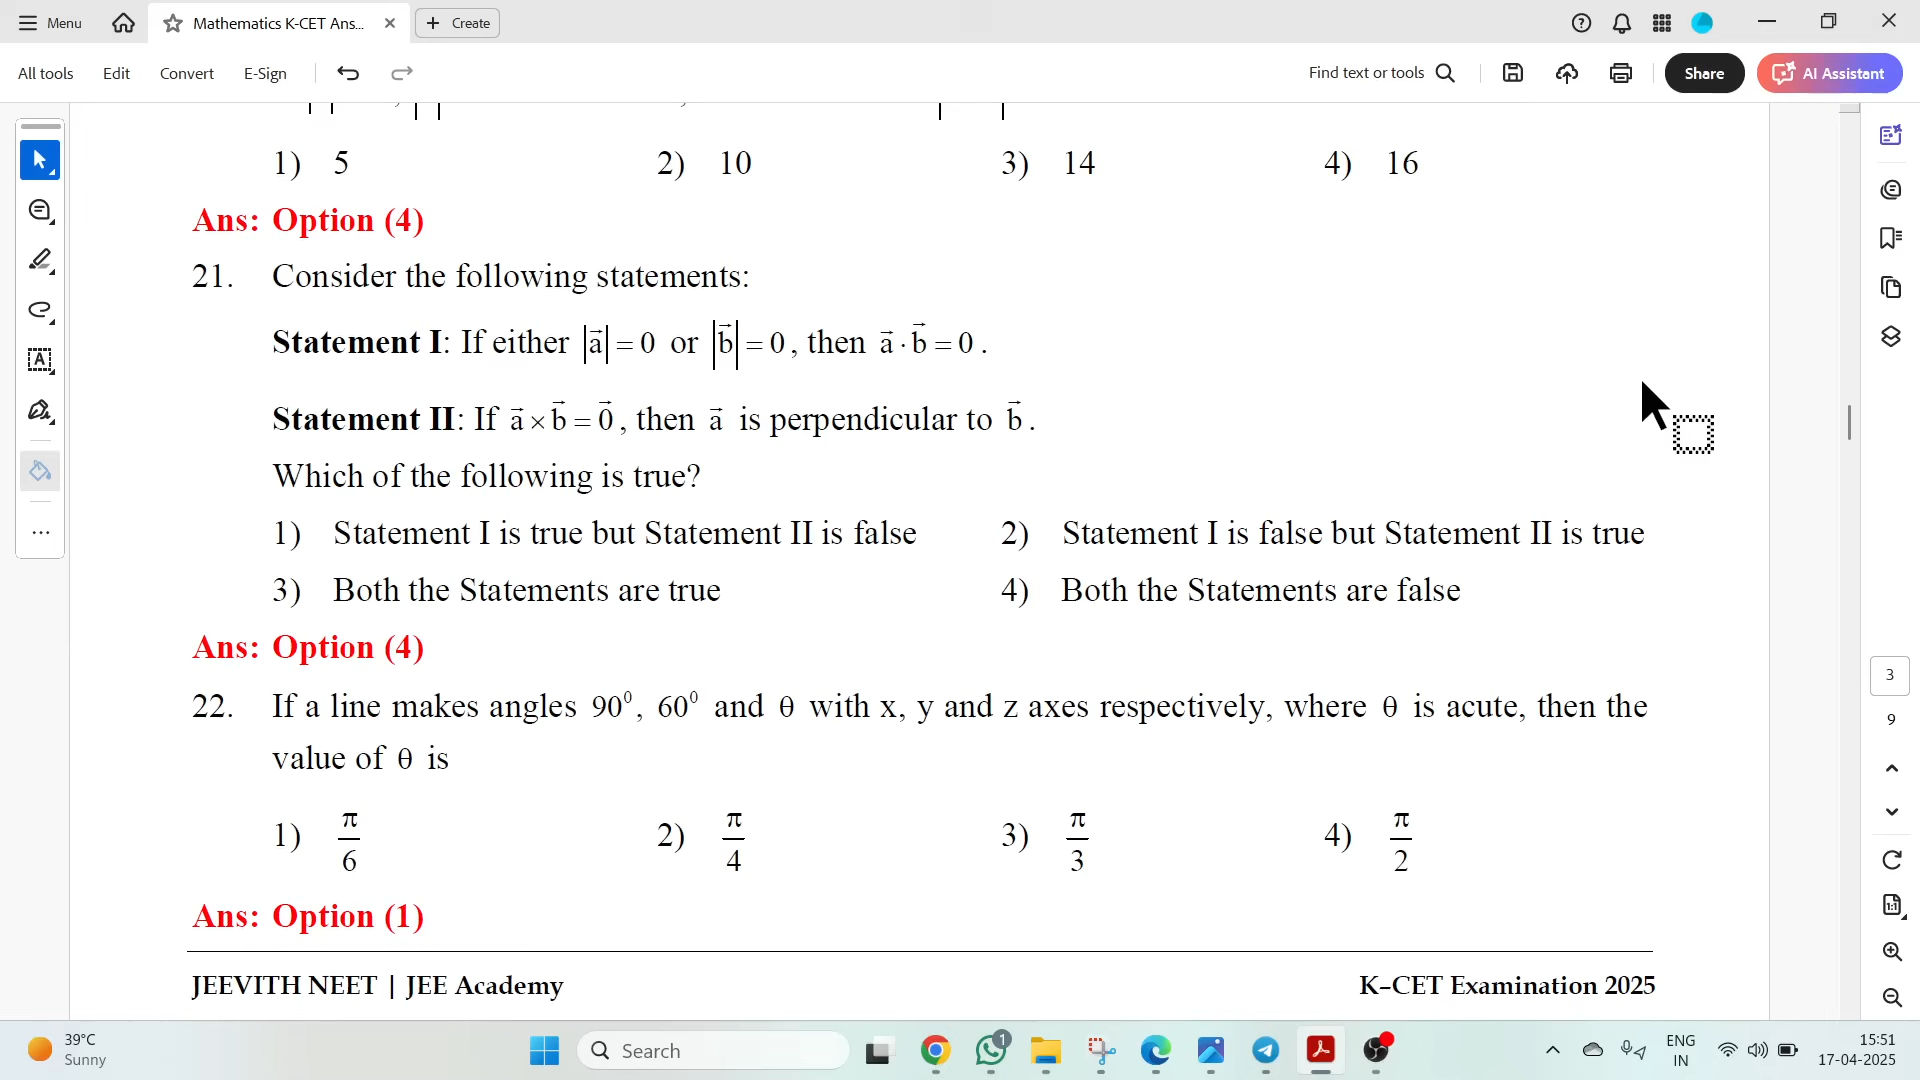 Menu
Mathematics K-CET Ans...
Create
All tools
Edit
Convert
E-Sign
Find text or tools
Share
AI Assistant
1) 5 2) 10 3) 14 4) 16
Ans: Option (4)
21. Consider the following statements:
Statement I: If either |a⃗| = 0 or |b⃗| = 0, then a⃗ · b⃗ = 0.
Statement II: If a⃗ × b⃗ = 0⃗, then a⃗ is perpendicular to b⃗.
Which of the following is true?
1) Statement I is true but Statement II is false 2) Statement I is false but Statement II is true
3) Both the Statements are true 4) Both the Statements are false
Ans: Option (4)
22. If a line makes angles 90⁰, 60⁰ and θ with x, y and z axes respectively, where θ is acute, then the
value of θ is
1) π/6 2) π/4 3) π/3 4) π/2
Ans: Option (1)
JEEVITH NEET | JEE Academy K–CET Examination 2025
3
9
39°C
Sunny
Search
1
ENG
IN
15:51
17-04-2025